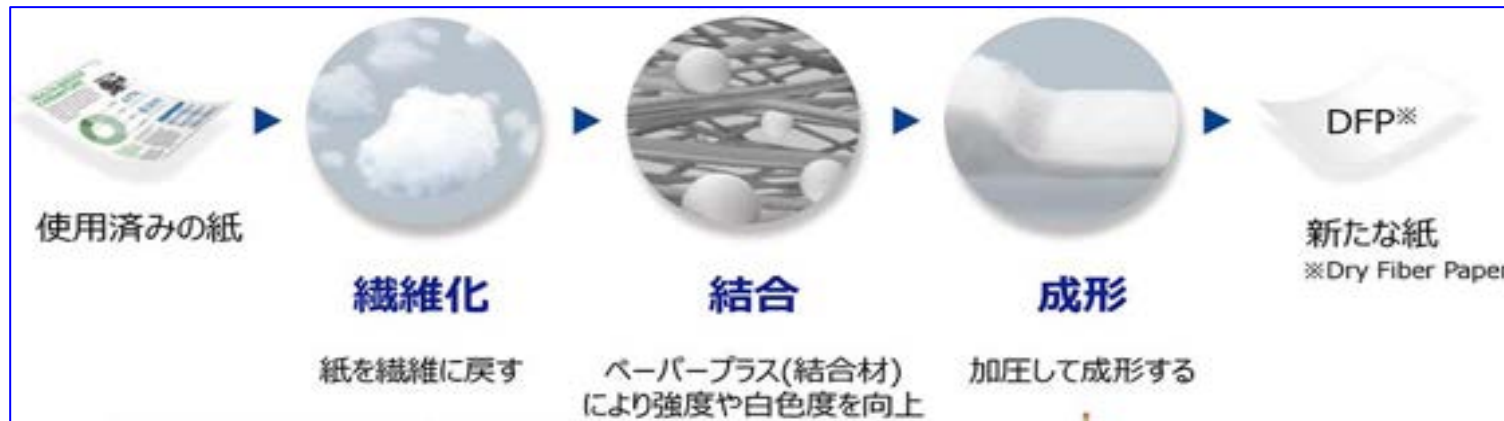 使用済みの紙
繊維化
紙を繊維に戻す
結合
ペーパープラス(結合材)
により強度や白色度を向上
成形
加圧して成形する
DFP※
新たな紙
※Dry Fiber Paper